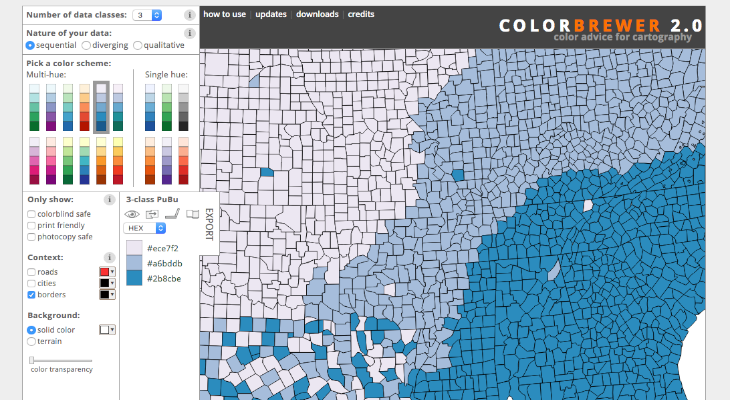 Number of data classes: 3 i
how to use | updates | downloads | credits
COLORBREWER 2.0
color advice for cartography
Nature of your data: i
sequential diverging qualitative
Pick a color scheme:
Multi-hue: Single hue:
Only show: i
colorblind safe
print friendly
photocopy safe
Context: i
roads
cities
borders
Background:
solid color
terrain
color transparency
3-class PuBu
EXPORT
HEX
#ece7f2
#a6bddb
#2b8cbe